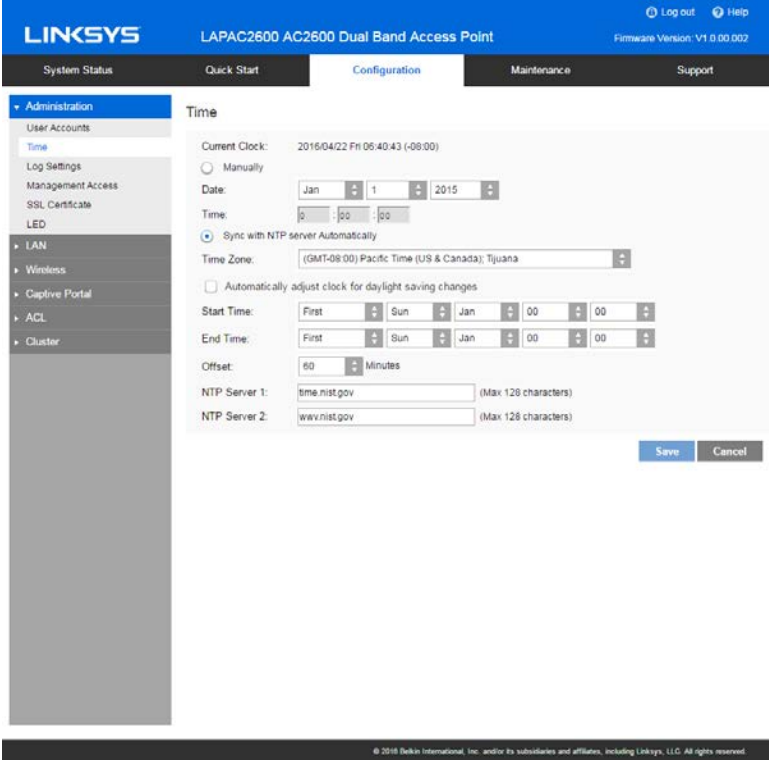 Log out Help
LINKSYS LAPAC2600 AC2600 Dual Band Access Point Firmware Version: V1.0.00.002
System Status Quick Start Configuration Maintenance Support
Administration
User Accounts
Time
Log Settings
Management Access
SSL Certificate
LED
LAN
Wireless
Captive Portal
ACL
Cluster
Time
Current Clock: 2016/04/22 Fri 06:40:43 (-08:00)
Manually
Date: Jan 1 2015
Time: 0 : 00 : 00
Sync with NTP server Automatically
Time Zone: (GMT-08:00) Pacific Time (US & Canada); Tijuana
Automatically adjust clock for daylight saving changes
Start Time: First Sun Jan 00 00
End Time: First Sun Jan 00 00
Offset: 60 Minutes
NTP Server 1: time.nist.gov (Max 128 characters)
NTP Server 2: www.nist.gov (Max 128 characters)
Save Cancel
© 2016 Belkin International, Inc. and/or its subsidiaries and affiliates, including Linksys, LLC. All rights reserved.